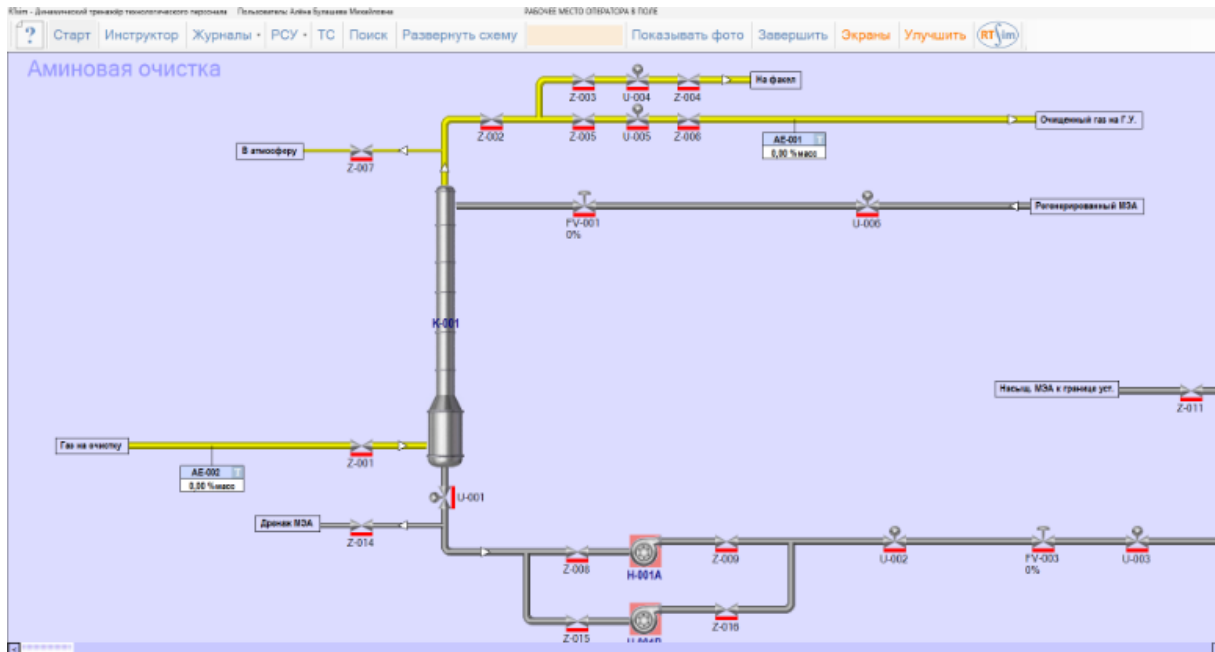 RTsim - Динамический тренажёр технологического персонала Пользователь: Алёна Булашева Михайловна РАБОЧЕЕ МЕСТО ОПЕРАТОРА В ПОЛЕ
? Старт Инструктор Журналы РСУ ТС Поиск Развернуть схему Показывать фото Завершить Экраны Улучшить RTSim
Аминовая очистка
На факел
Z-003 U-004 Z-004
Очищенный газ на Г.У.
Z-002 Z-005 U-005 Z-006
AE-001 T
0,00 %масс
В атмосферу
Z-007
Регенерированный МЭА
FV-001
0%
U-006
K-001
Насыщ. МЭА к границе уст.
Z-011
Газ на очистку
Z-001
AE-002 T
0,00 %масс
U-001
Дренаж МЭА
Z-014
Z-008
H-001A
Z-009
U-002
FV-003
0%
U-003
Z-015
Z-016